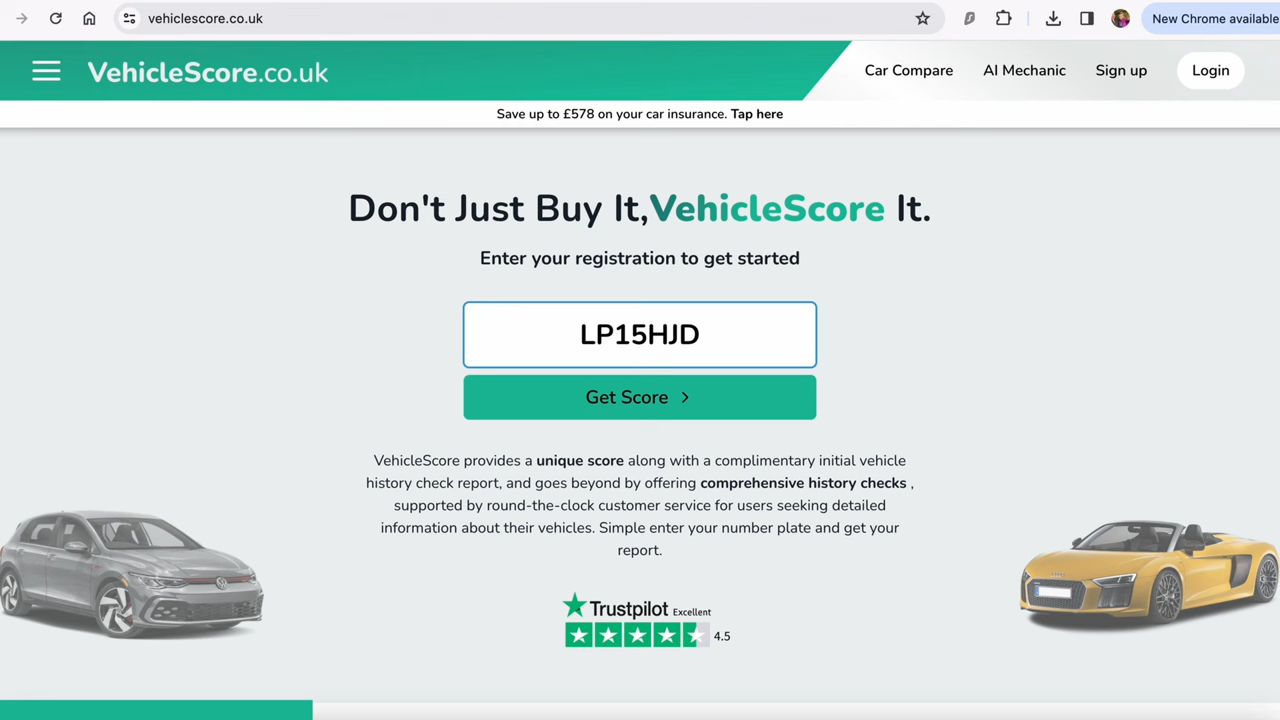 vehiclescore.co.uk
New Chrome available
VehicleScore.co.uk
Car Compare
AI Mechanic
Sign up
Login
Save up to £578 on your car insurance. Tap here
Don't Just Buy It,VehicleScore It.
Enter your registration to get started
LP15HJD
Get Score
VehicleScore provides a unique score along with a complimentary initial vehicle
history check report, and goes beyond by offering comprehensive history checks ,
supported by round-the-clock customer service for users seeking detailed
information about their vehicles. Simple enter your number plate and get your
report.
Trustpilot Excellent
4.5